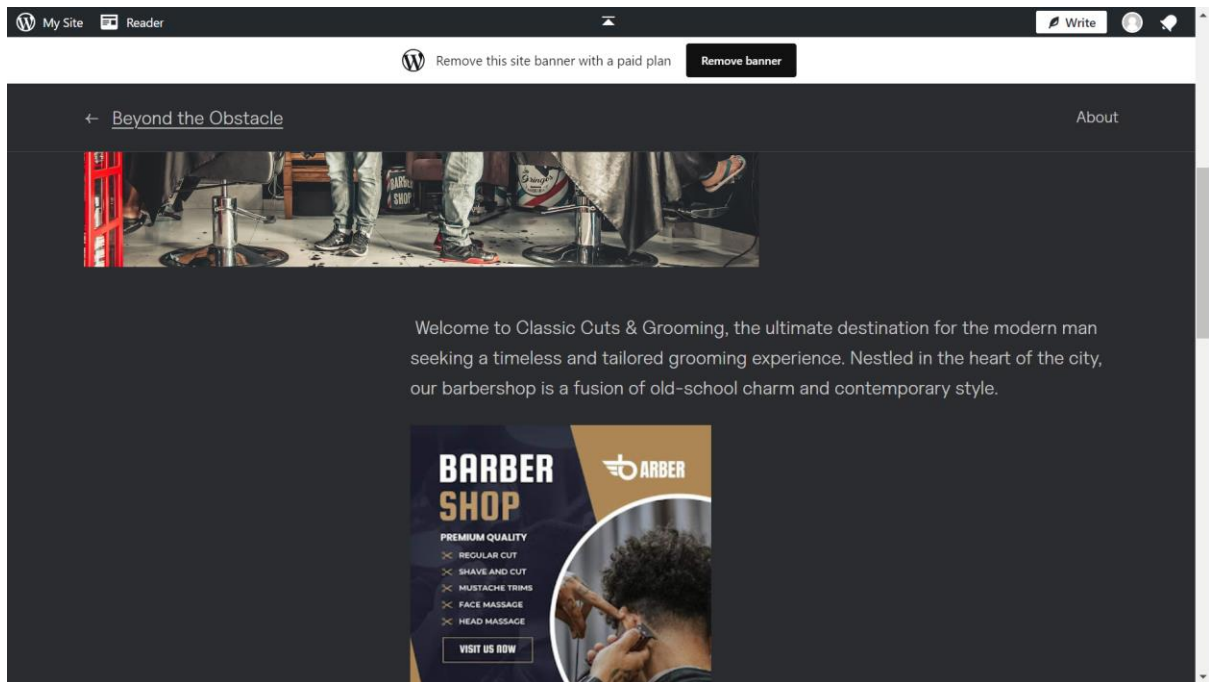 My Site Reader Write
Remove this site banner with a paid plan Remove banner
← Beyond the Obstacle About
BARBER
SHOP
Gringos
Welcome to Classic Cuts & Grooming, the ultimate destination for the modern man
seeking a timeless and tailored grooming experience. Nestled in the heart of the city,
our barbershop is a fusion of old-school charm and contemporary style.
BARBER
SHOP
ARBER
PREMIUM QUALITY
REGULAR CUT
SHAVE AND CUT
MUSTACHE TRIMS
FACE MASSAGE
HEAD MASSAGE
VISIT US NOW